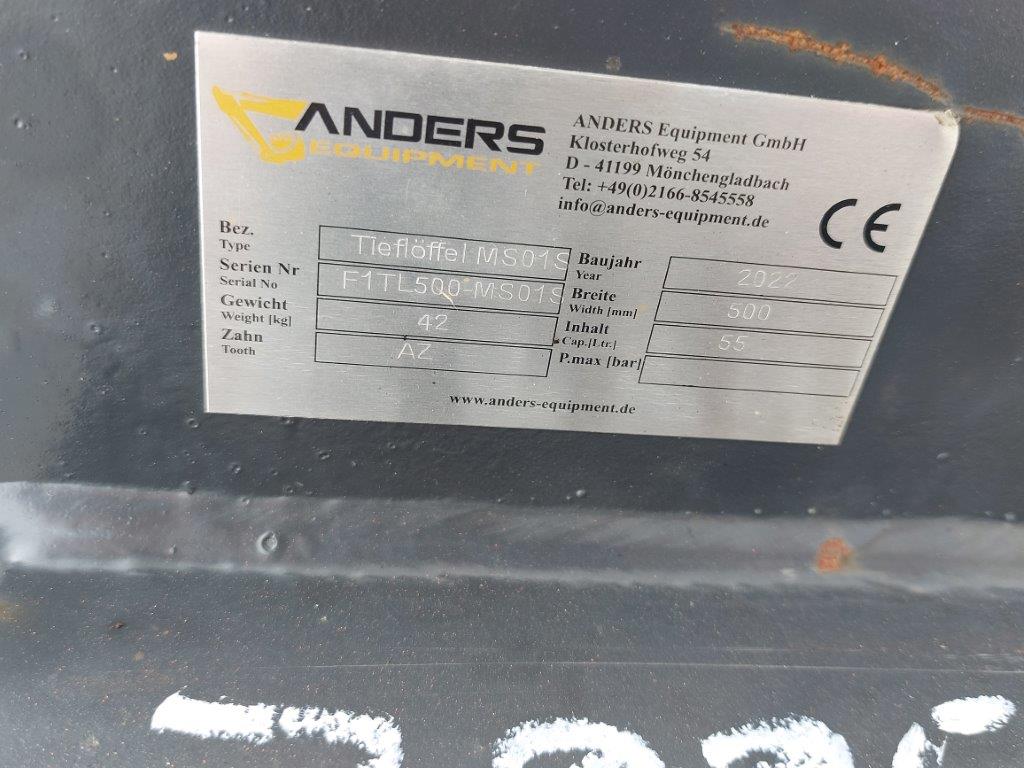 ANDERS
EQUIPMENT
ANDERS Equipment GmbH
Klosterhofweg 54
D - 41199 Mönchengladbach
Tel: +49(0)2166-8545558
info@anders-equipment.de
CE
Bez.
Type
Tieflöffel MS01S
Baujahr
Year
2022
Serien Nr
Serial No
F1TL500-MS01S
Breite
Width [mm]
500
Gewicht
Weight [kg]
42
Inhalt
Cap.[Ltr.]
55
Zahn
Tooth
AZ
P.max [bar]
www.anders-equipment.de